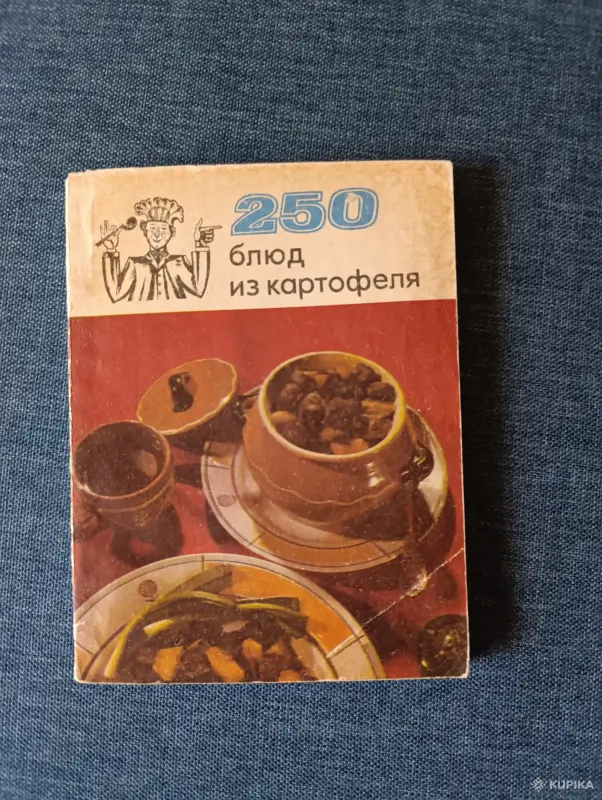 250
блюд
из картофеля
KUPIKA